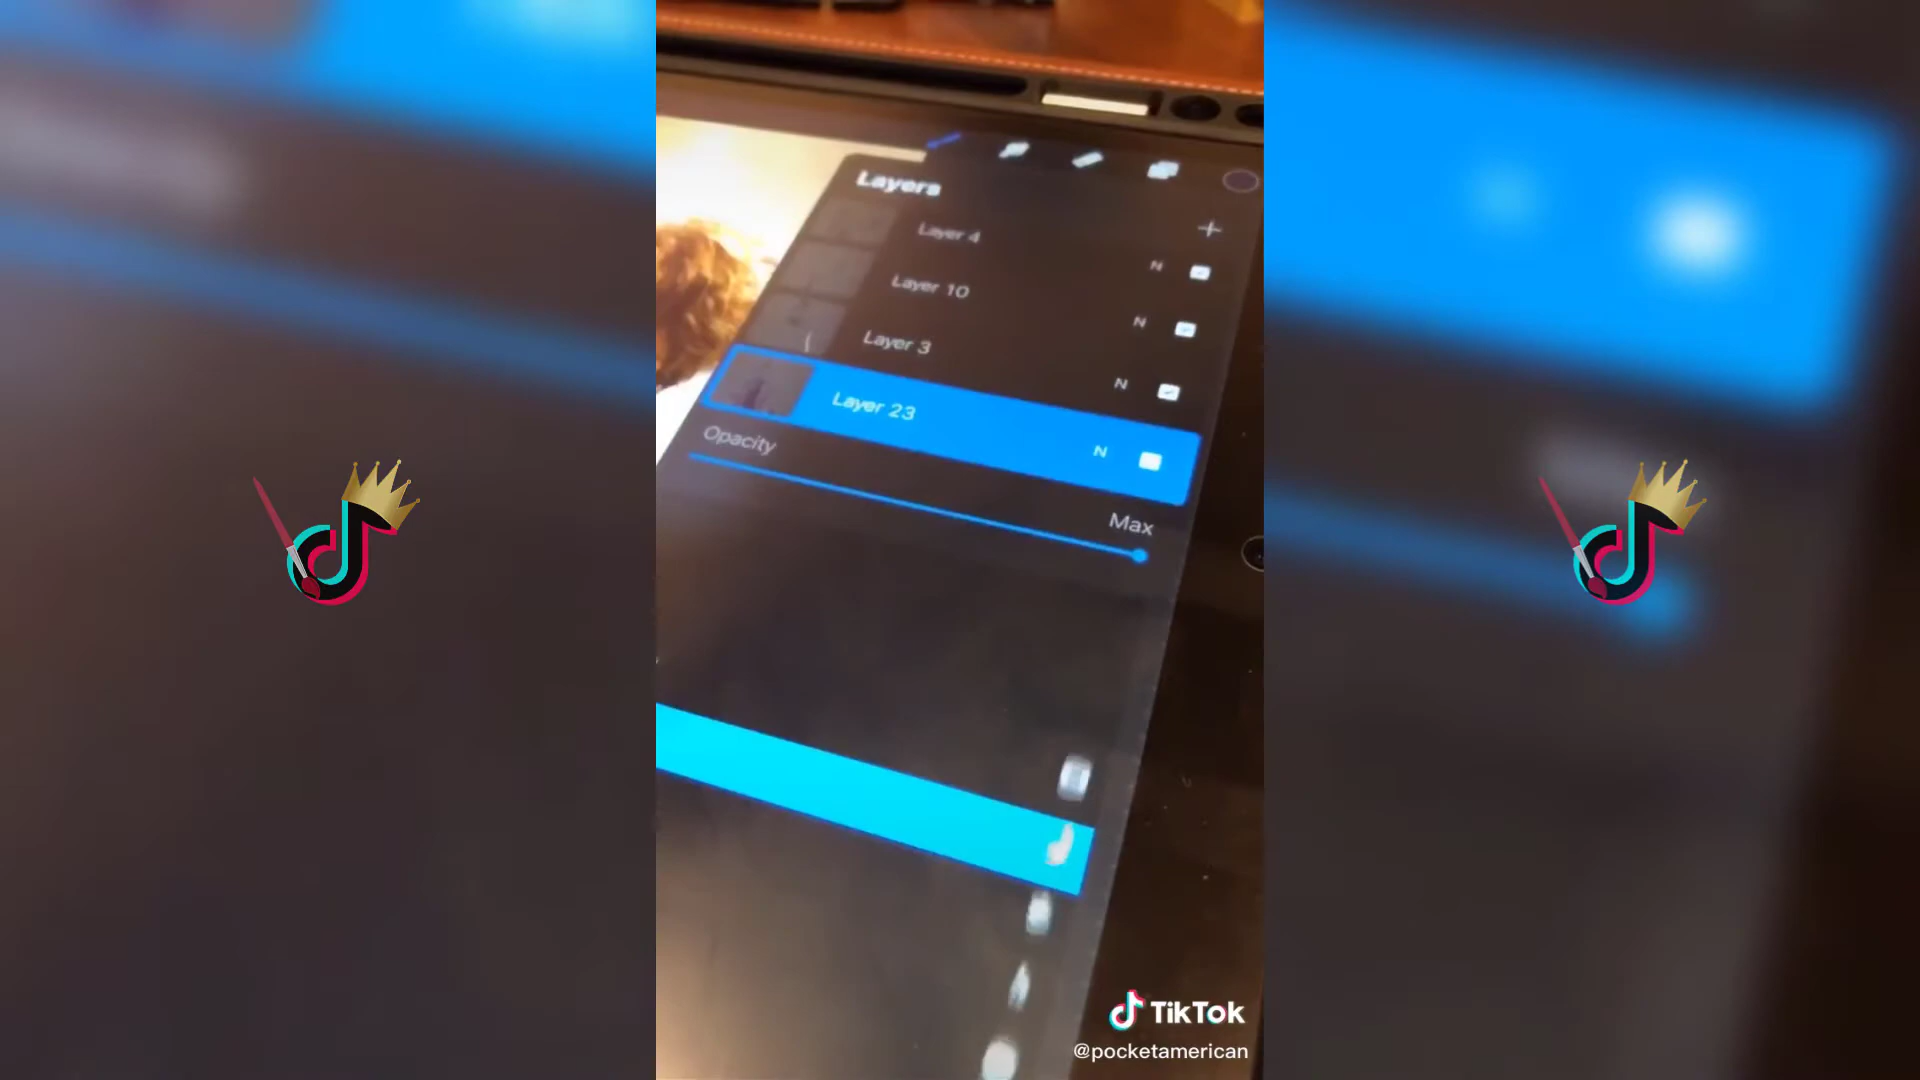 Layers
Layer 4
N
Layer 10
N
Layer 3
N
Layer 23
N
Opacity
Max
TikTok
@pocketamerican